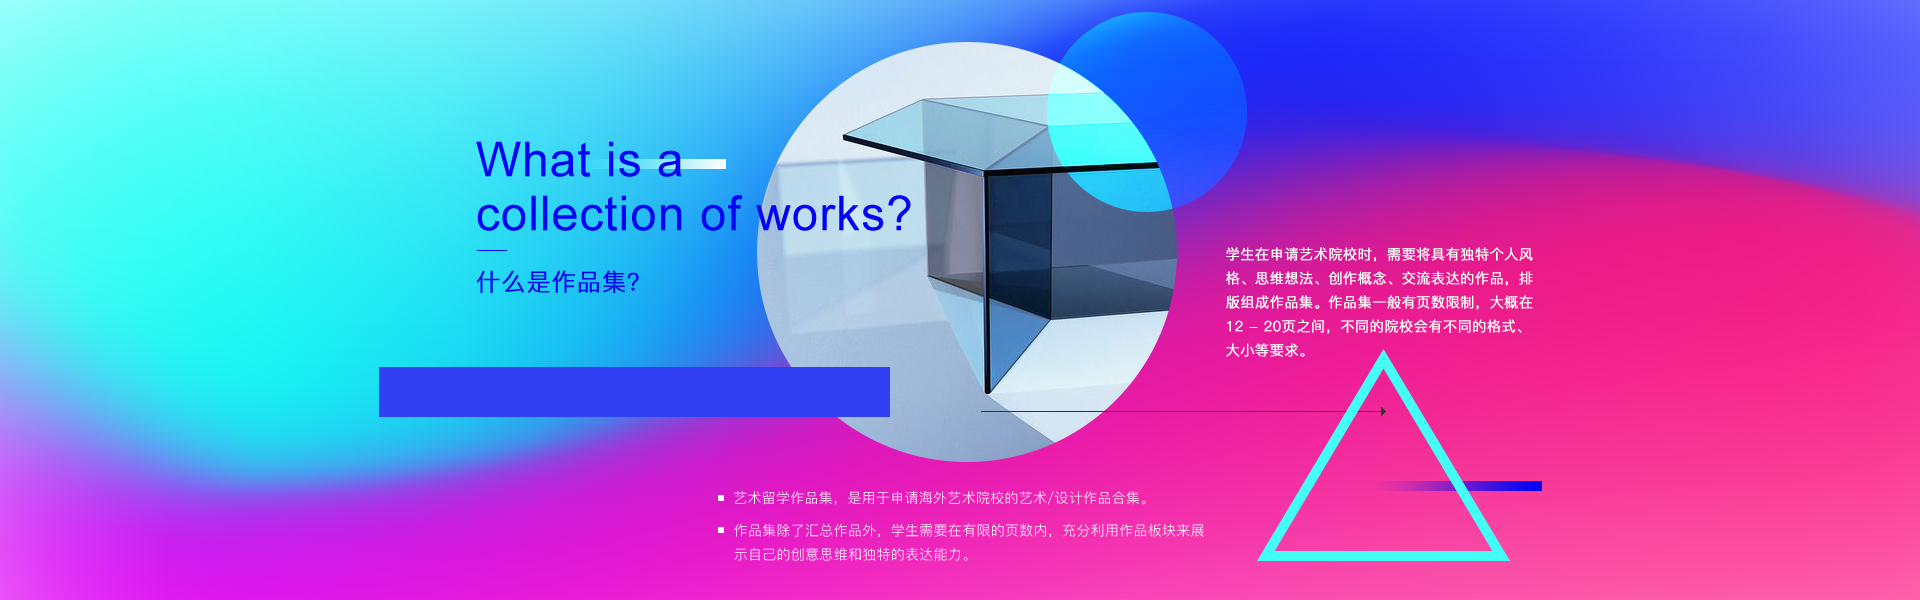 What is a
collection of works?
什么是作品集?
学生在申请艺术院校时，需要将具有独特个人风
格、思维想法、创作概念、交流表达的作品，排
版组成作品集。作品集一般有页数限制，大概在
12 – 20页之间，不同的院校会有不同的格式、
大小等要求。
艺术留学作品集，是用于申请海外艺术院校的艺术/设计作品合集。
作品集除了汇总作品外，学生需要在有限的页数内，充分利用作品板块来展
示自己的创意思维和独特的表达能力。